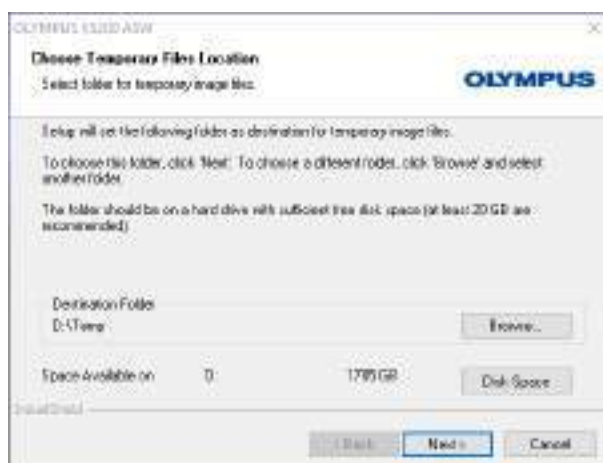 OLYMPUS VS200 ASW
Choose Temporary Files Location
Select folder for temporary image files.
OLYMPUS
Setup will set the following folder as destination for temporary image files.
To choose this folder, click 'Next'. To choose a different folder, click 'Browse' and select
another folder.
The folder should be on a hard drive with sufficient free disk space (at least 20 GB are
recommended)
Destination Folder
D:\Temp
Browse...
Space Available on D: GB
Disk Space
InstallShield
< Back Next > Cancel